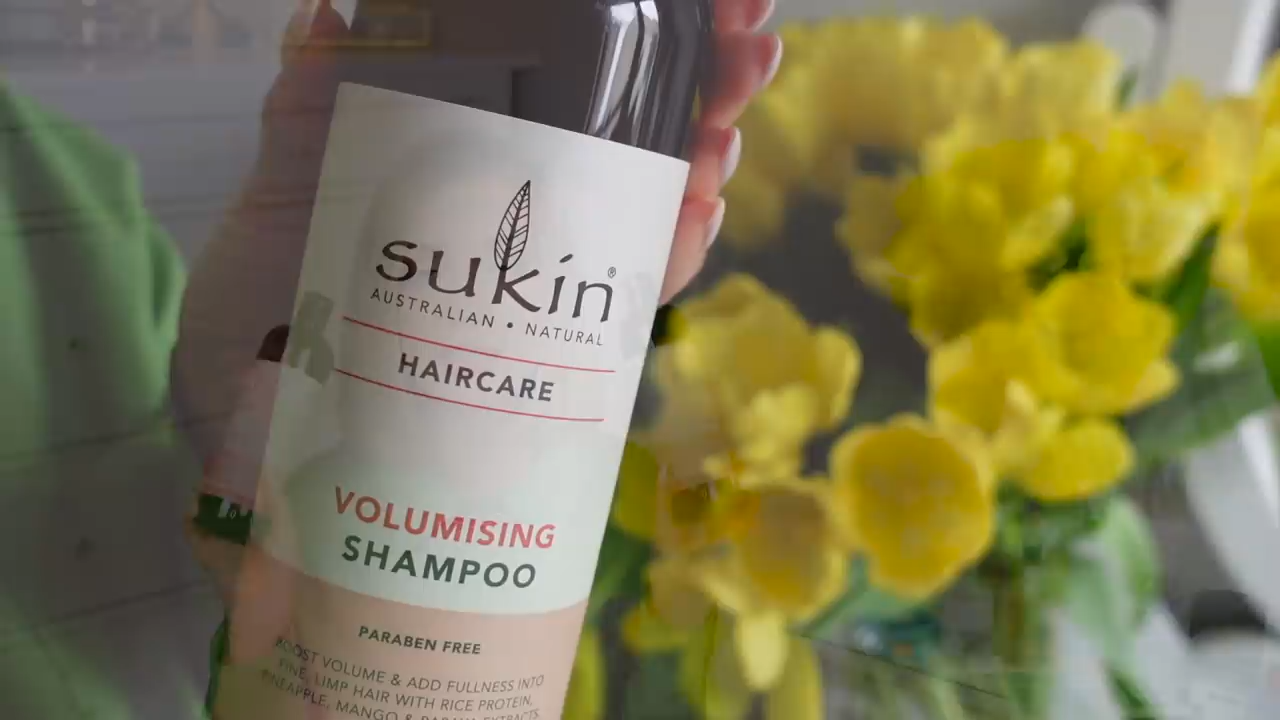 sukin®
AUSTRALIAN • NATURAL
HAIRCARE
VOLUMISING
SHAMPOO
PARABEN FREE
BOOST VOLUME & ADD FULLNESS INTO
FINE, LIMP HAIR WITH RICE PROTEIN,
PINEAPPLE, MANGO & PAPAYA EXTRACTS